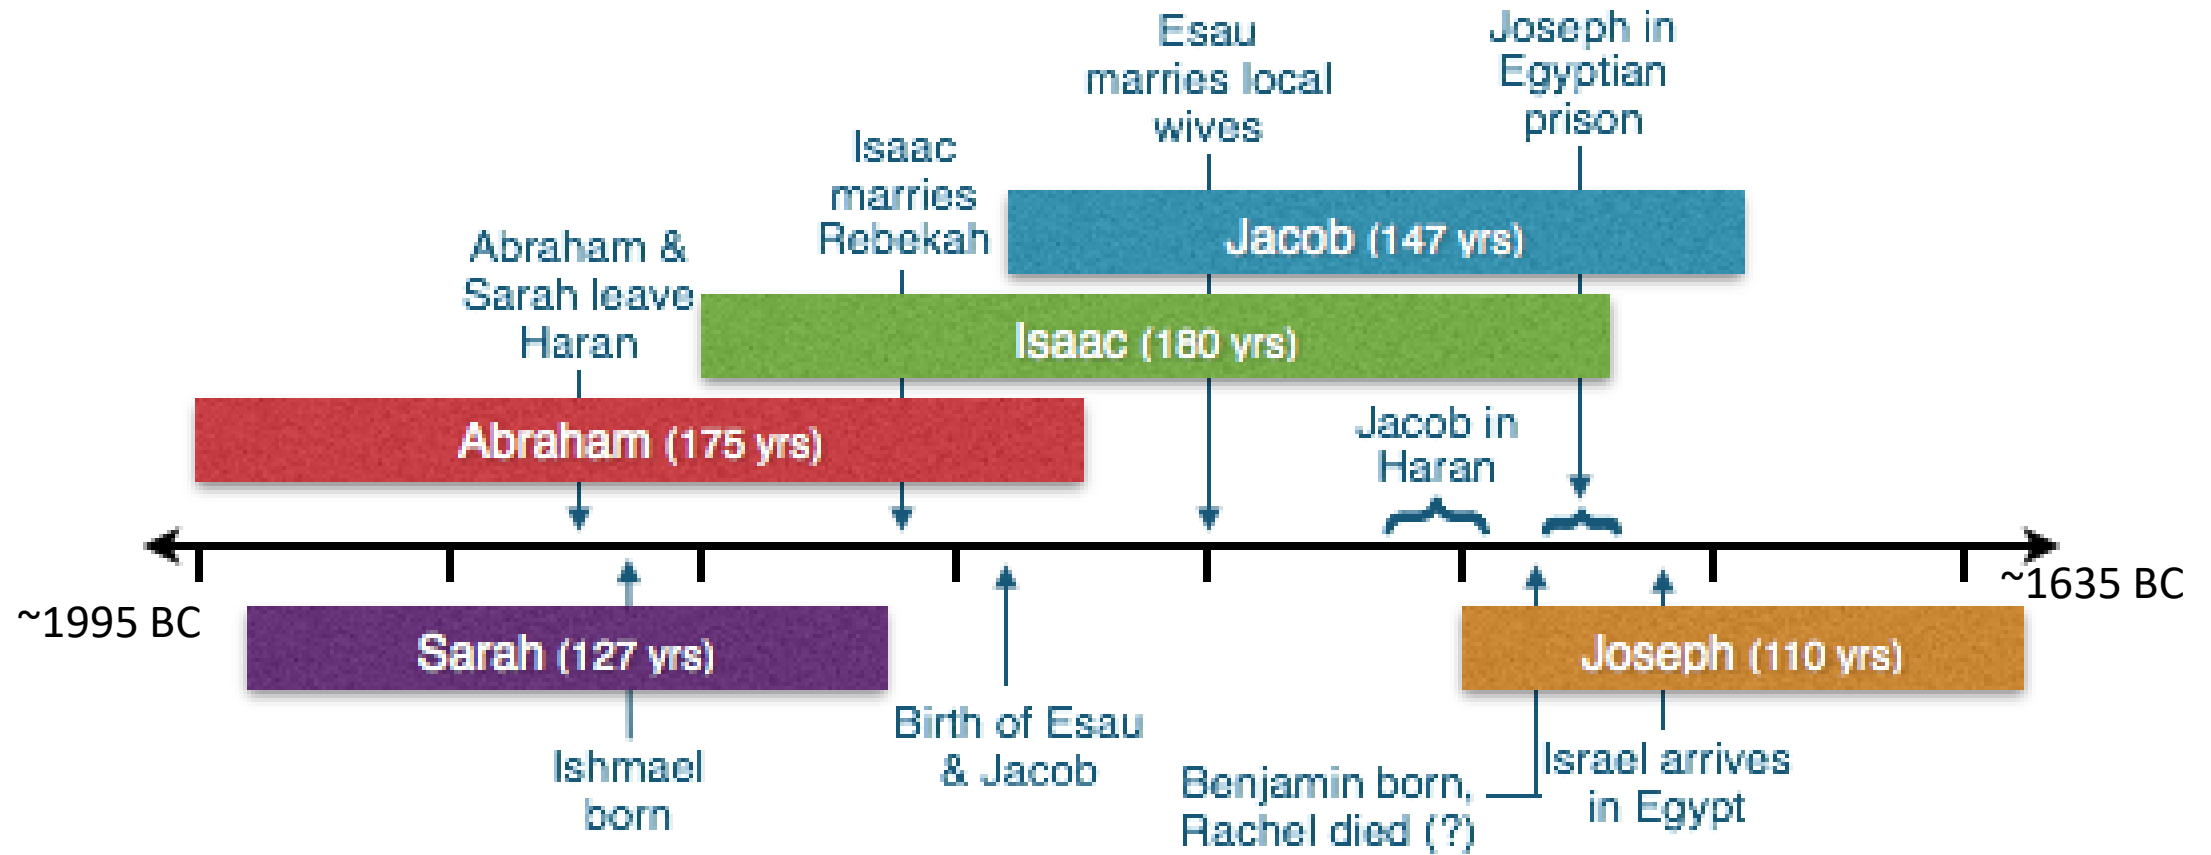 Esau
marries local
wives
Joseph in
Egyptian
prison
Isaac
marries
Rebekah
Abraham &
Sarah leave
Haran
Jacob (147 yrs)
Isaac (180 yrs)
Abraham (175 yrs)
Jacob in
Haran
~1995 BC
~1635 BC
Sarah (127 yrs)
Joseph (110 yrs)
Ishmael
born
Birth of Esau
& Jacob
Benjamin born,
Rachel died (?)
Israel arrives
in Egypt